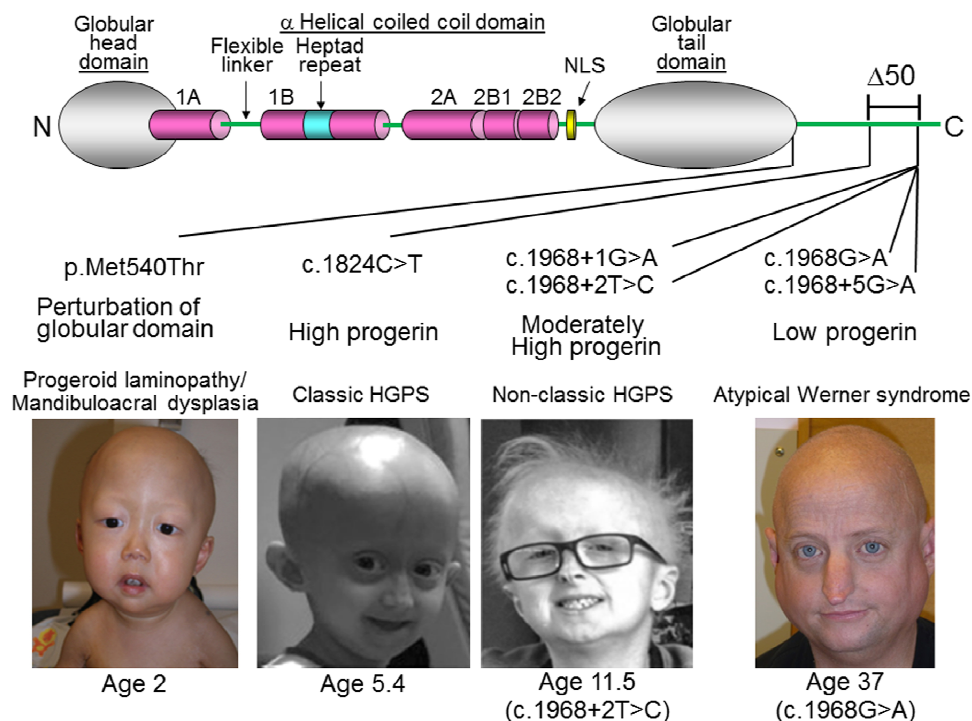 α Helical coiled coil domain
Globular
head
domain
Flexible
linker
Heptad
repeat
Globular
tail
domain
NLS
Δ50
1A
1B
2A
2B1
2B2
N
C
p.Met540Thr
c.1824C>T
c.1968+1G>A
c.1968+2T>C
c.1968G>A
c.1968+5G>A
Perturbation of
globular domain
High progerin
Moderately
High progerin
Low progerin
Progeroid laminopathy/
Mandibuloacral dysplasia
Classic HGPS
Non-classic HGPS
Atypical Werner syndrome
Age 2
Age 5.4
Age 11.5
(c.1968+2T>C)
Age 37
(c.1968G>A)